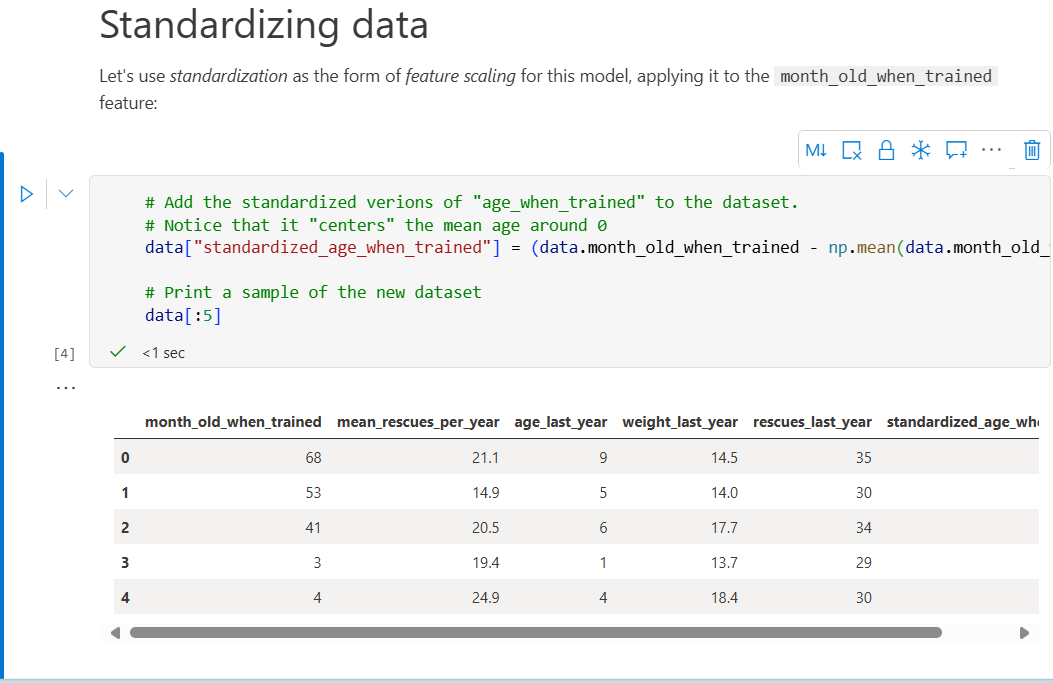 Standardizing data
Let's use standardization as the form of feature scaling for this model, applying it to the month_old_when_trained
feature:
M↓
# Add the standardized verions of "age_when_trained" to the dataset.
# Notice that it "centers" the mean age around 0
data["standardized_age_when_trained"] = (data.month_old_when_trained - np.mean(data.month_old_
# Print a sample of the new dataset
data[:5]
[4] <1 sec
month_old_when_trained mean_rescues_per_year age_last_year weight_last_year rescues_last_year standardized_age_whe
0 68 21.1 9 14.5 35
1 53 14.9 5 14.0 30
2 41 20.5 6 17.7 34
3 3 19.4 1 13.7 29
4 4 24.9 4 18.4 30